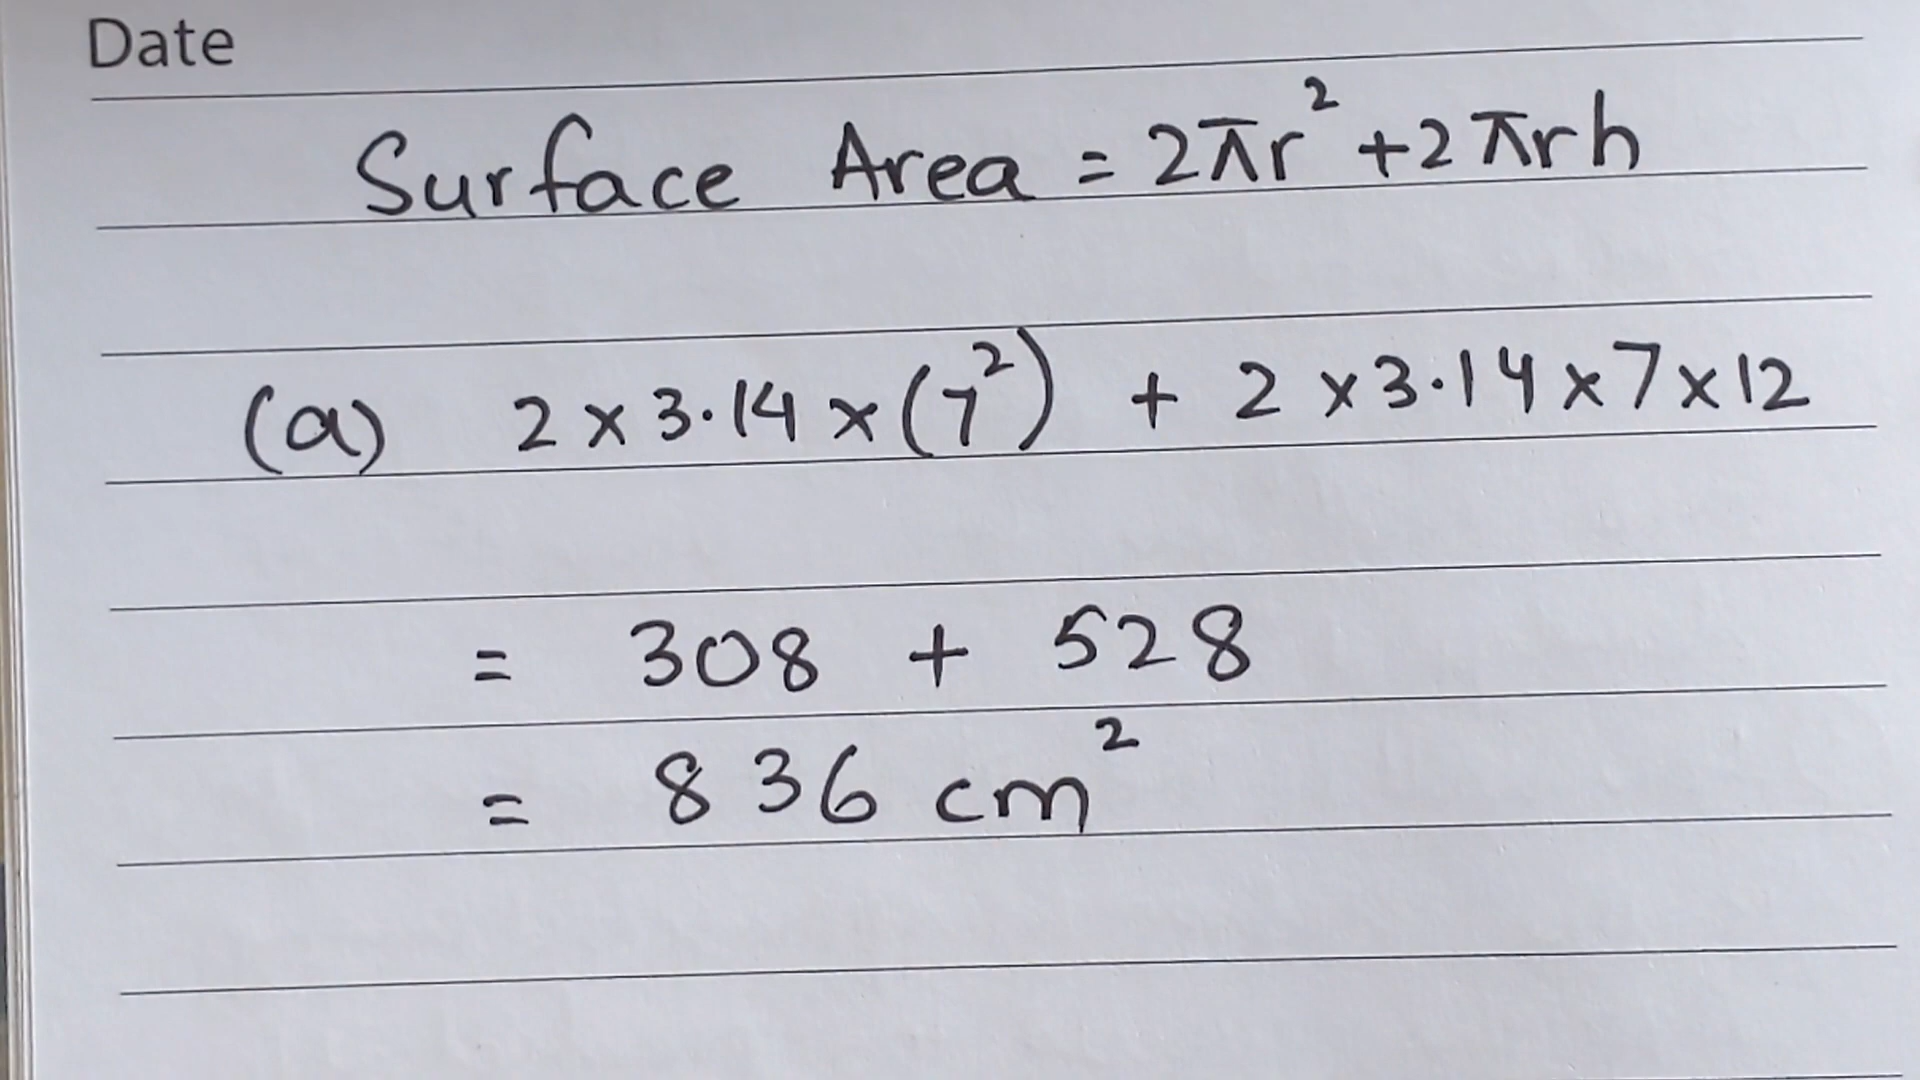 Date
Surface Area = 2πr² + 2πrh
(a) 2 × 3.14 × (7²) + 2 × 3.14 × 7 × 12
= 308 + 528
= 836 cm²